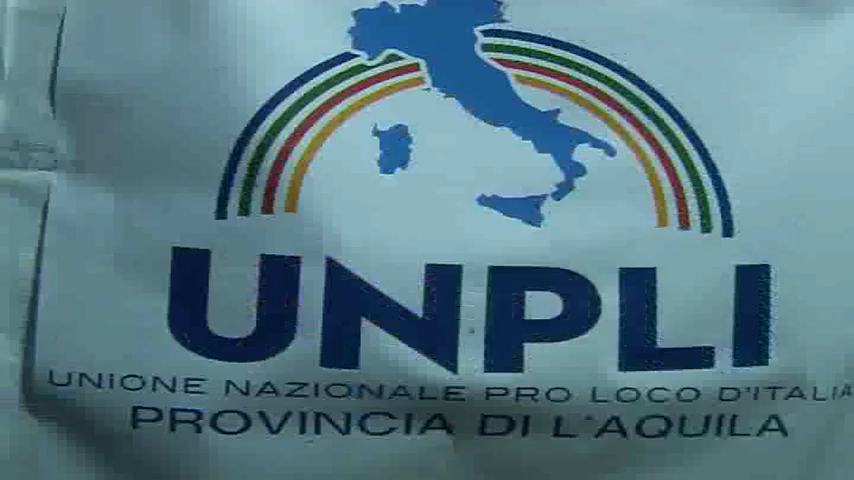 UNPLI
UNIONE NAZIONALE PRO LOCO D'ITALIA
PROVINCIA DI L'AQUILA